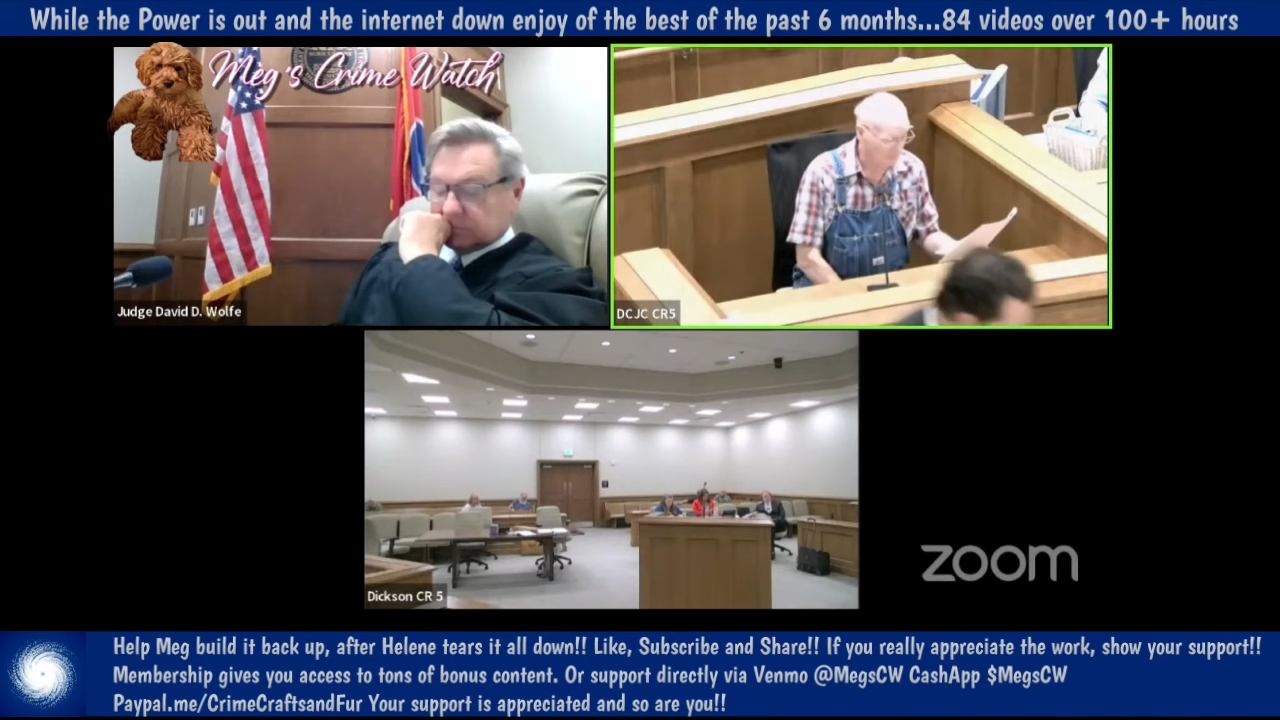 While the Power is out and the internet down enjoy of the best of the past 6 months...84 videos over 100+ hours
Meg's Crime Watch
Judge David D. Wolfe
DCJC CR5
Dickson CR 5
zoom
Help Meg build it back up, after Helene tears it all down!! Like, Subscribe and Share!! If you really appreciate the work, show your support!!
Membership gives you access to tons of bonus content. Or support directly via Venmo @MegsCW CashApp $MegsCW
Paypal.me/CrimeCraftsandFur Your support is appreciated and so are you!!